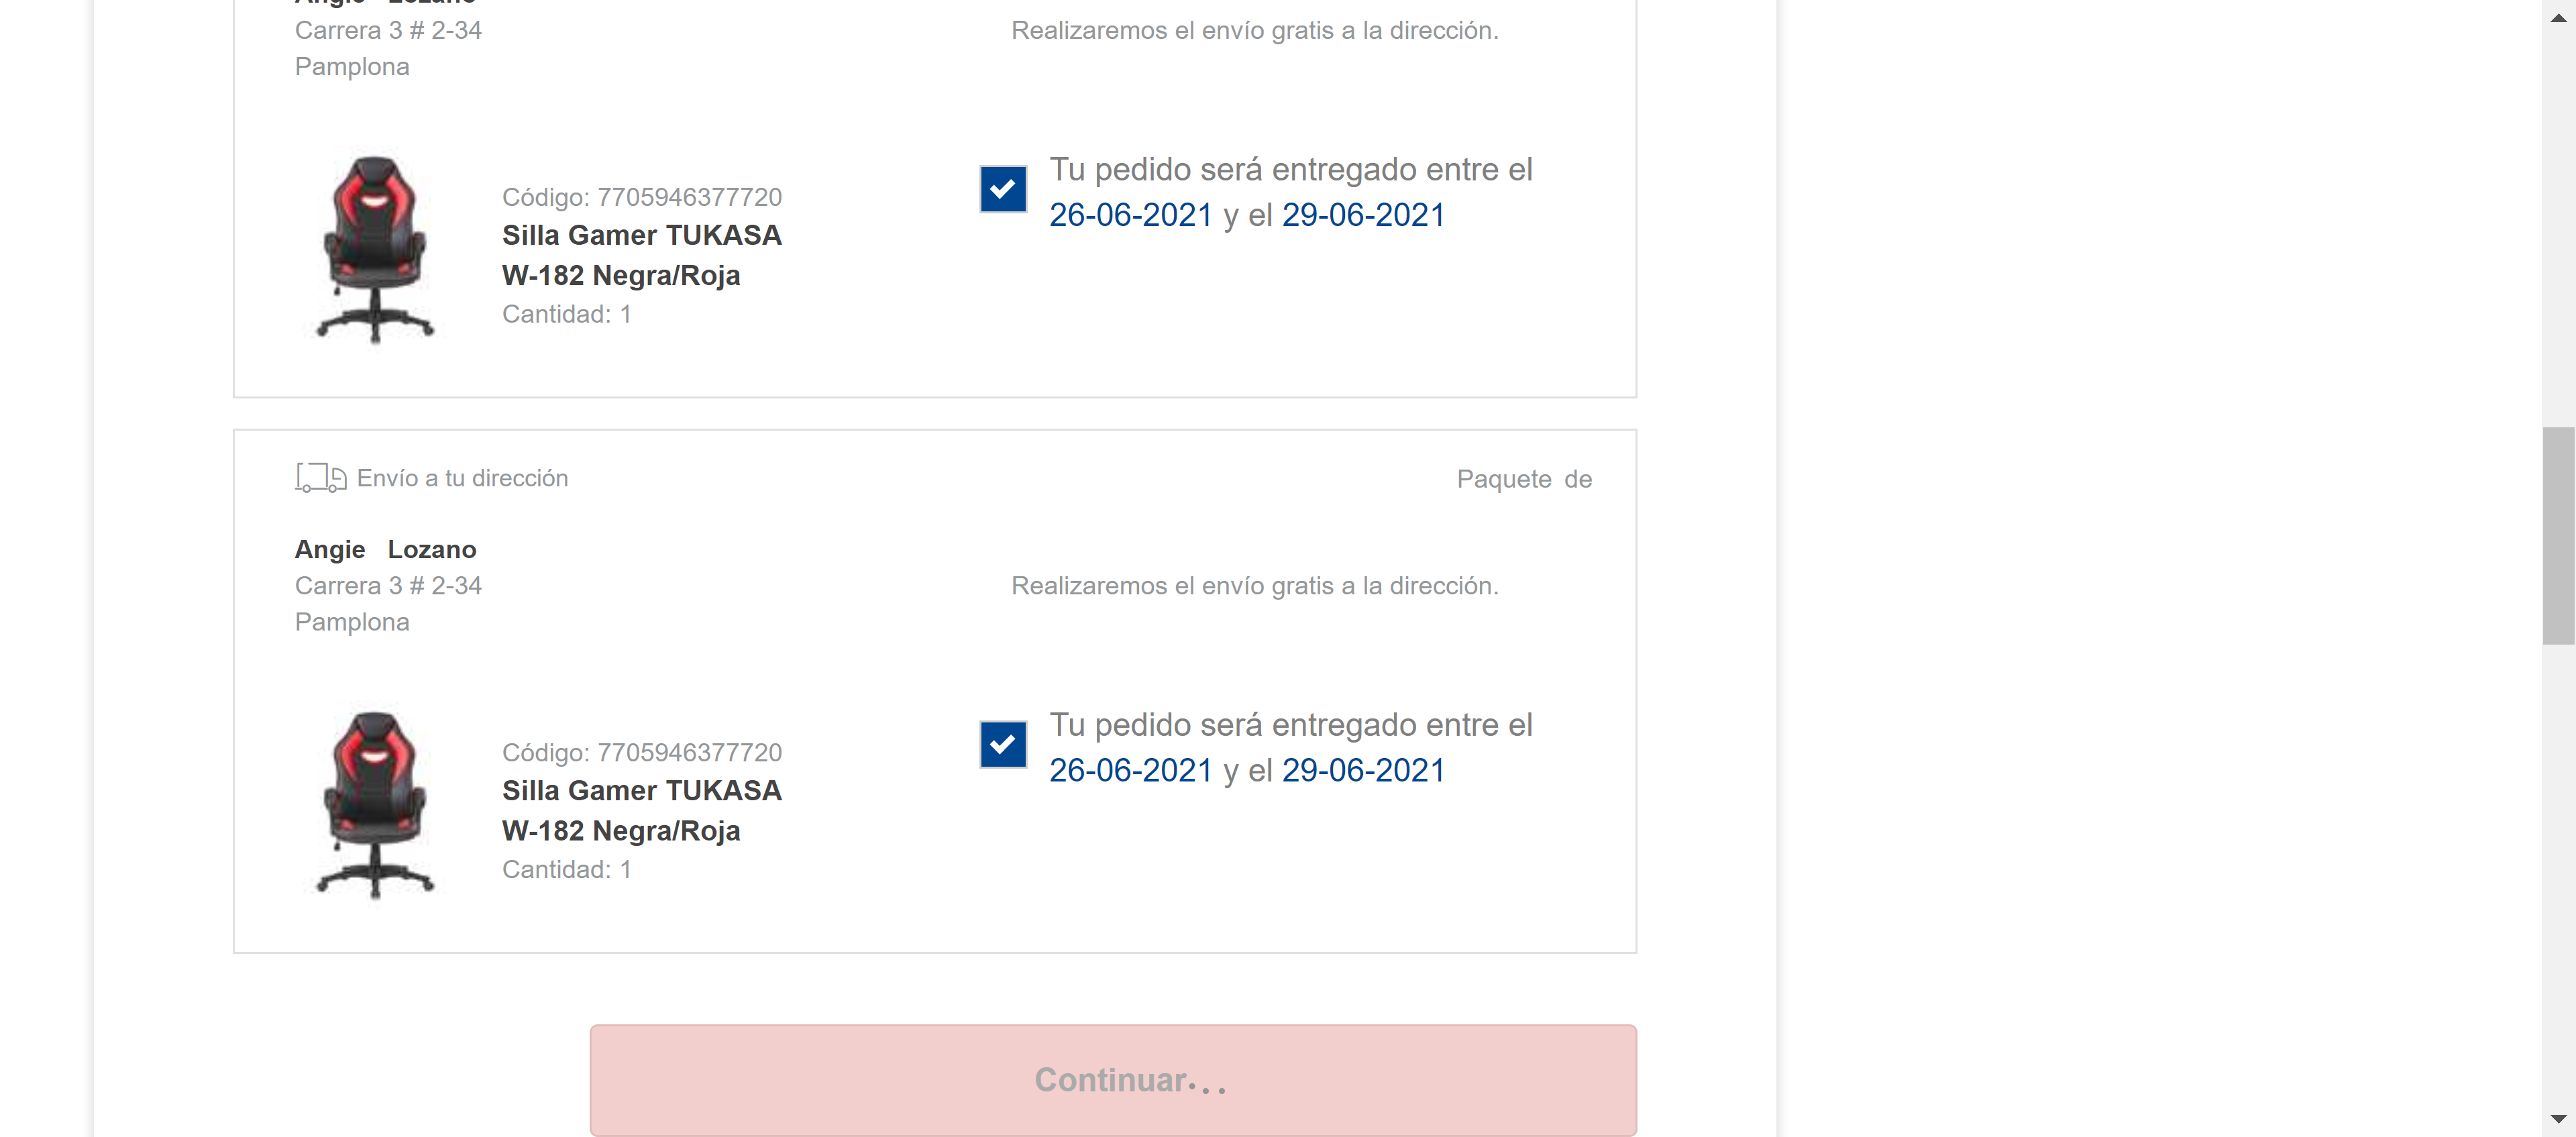 Angie Lozano
Carrera 3 # 2-34
Realizaremos el envío gratis a la dirección.
Pamplona
Tu pedido será entregado entre el
26-06-2021 y el 29-06-2021
Código: 7705946377720
Silla Gamer TUKASA
W-182 Negra/Roja
Cantidad: 1
Envío a tu dirección
Paquete de
Angie Lozano
Carrera 3 # 2-34
Realizaremos el envío gratis a la dirección.
Pamplona
Tu pedido será entregado entre el
26-06-2021 y el 29-06-2021
Código: 7705946377720
Silla Gamer TUKASA
W-182 Negra/Roja
Cantidad: 1
Continuar...